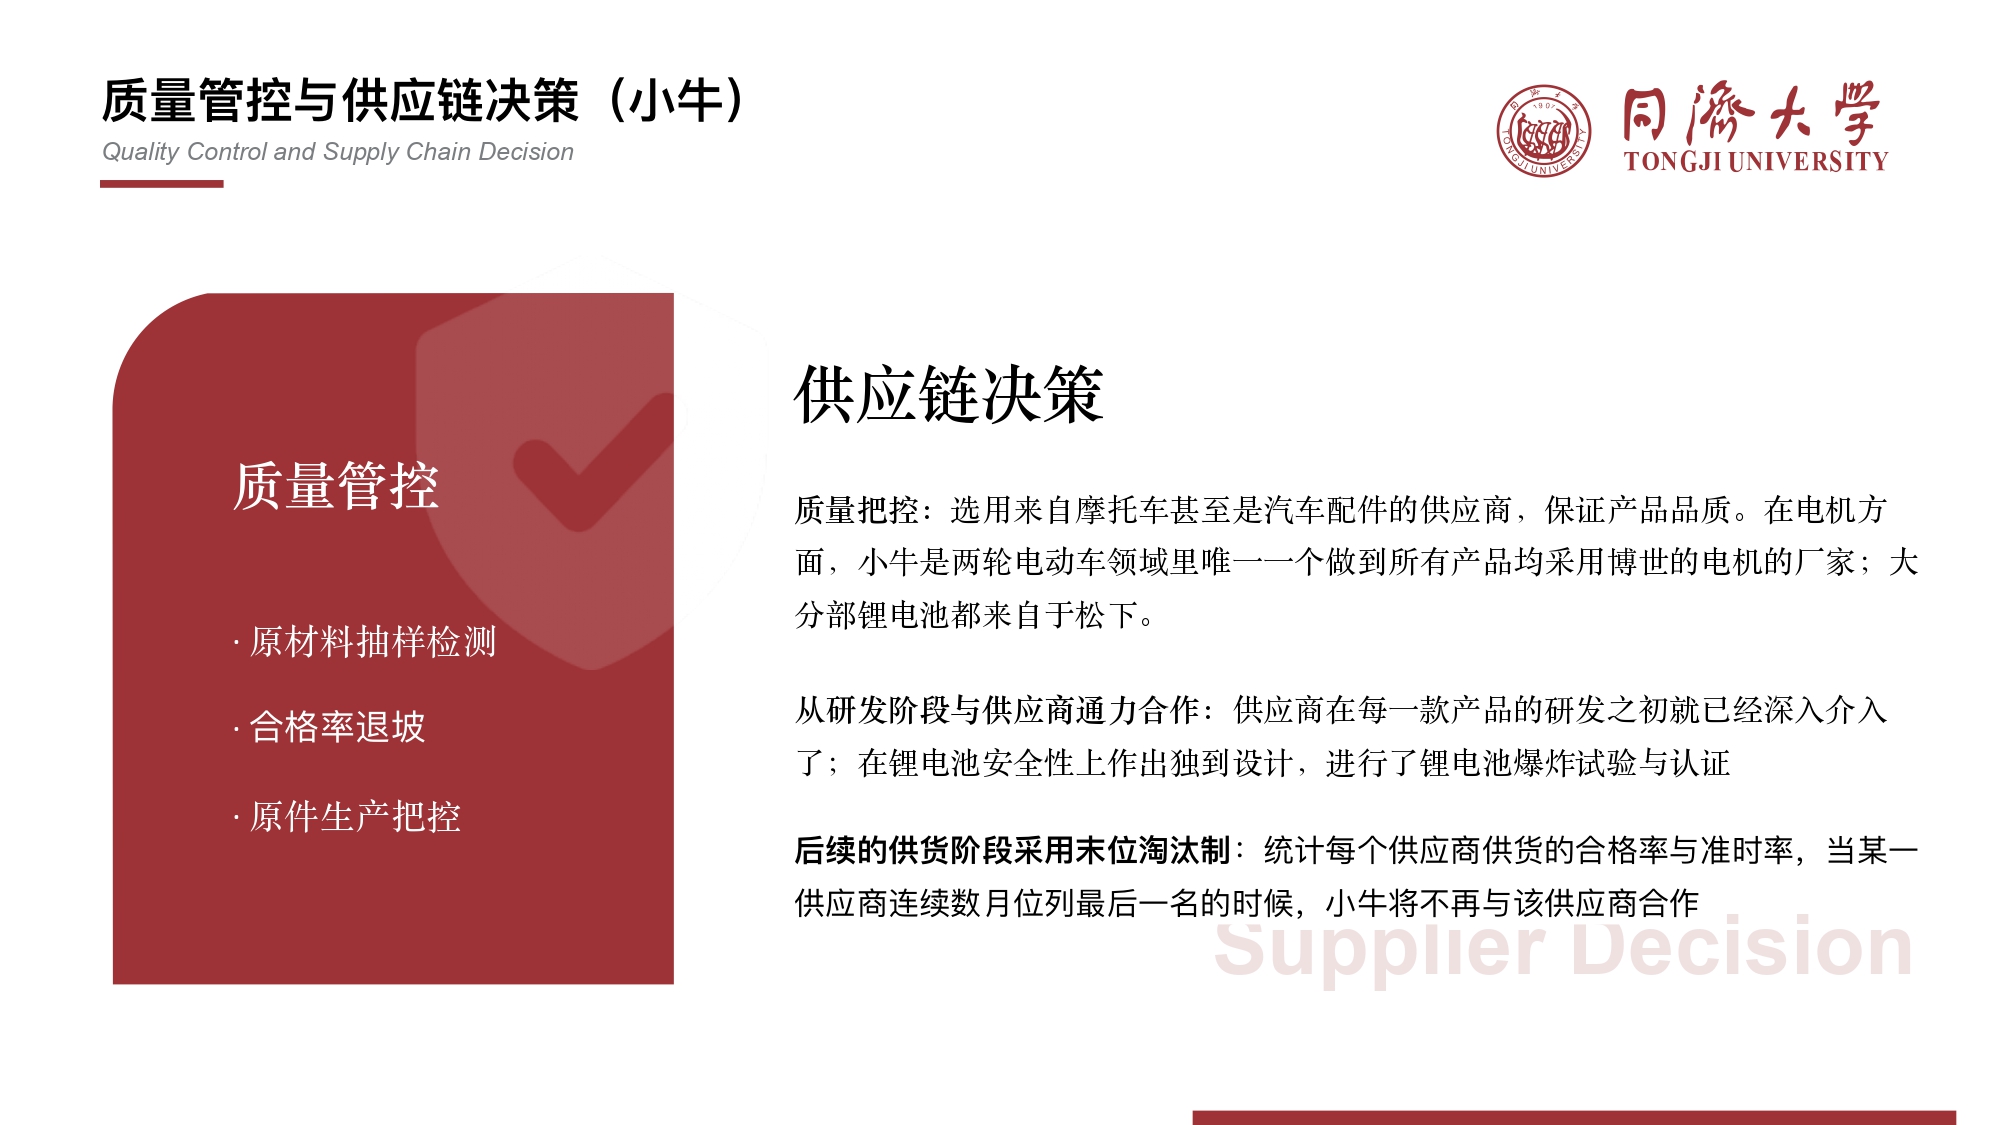 质量管控与供应链决策（小牛）
Quality Control and Supply Chain Decision
同濟大学
TONGJI UNIVERSITY
同济大学
1907
TONGJI UNIVERSITY
质量管控
· 原材料抽样检测
· 合格率退坡
· 原件生产把控
供应链决策
质量把控：选用来自摩托车甚至是汽车配件的供应商，保证产品品质。在电机方
面，小牛是两轮电动车领域里唯一一个做到所有产品均采用博世的电机的厂家；大
分部锂电池都来自于松下。
从研发阶段与供应商通力合作：供应商在每一款产品的研发之初就已经深入介入
了；在锂电池安全性上作出独到设计，进行了锂电池爆炸试验与认证
后续的供货阶段采用末位淘汰制：统计每个供应商供货的合格率与准时率，当某一
供应商连续数月位列最后一名的时候，小牛将不再与该供应商合作
Supplier Decision